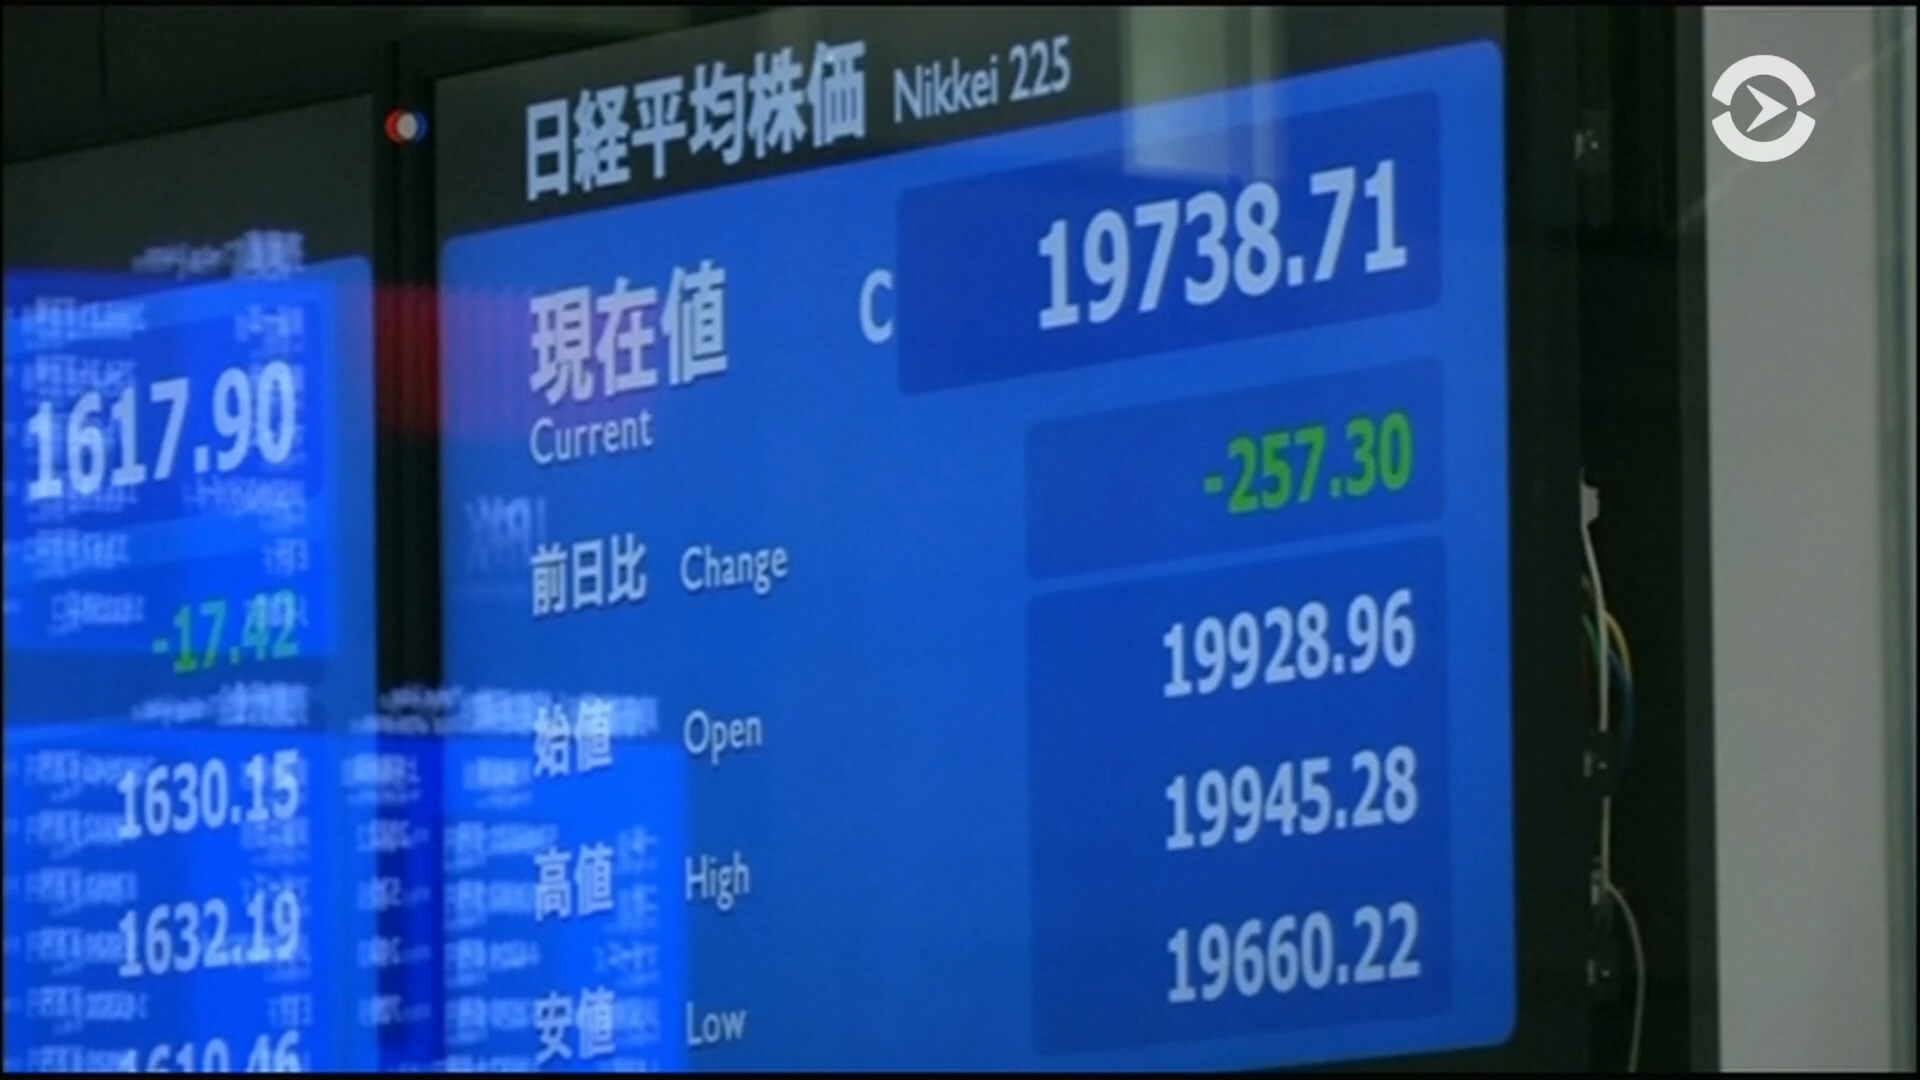 日経平均株価 Nikkei 225
現在値 C 19738.71
Current
前日比 Change -257.30
始値 Open 19928.96
高値 High 19945.28
安値 Low 19660.22
1617.90
-17.42
1630.15
1632.19
1610.46